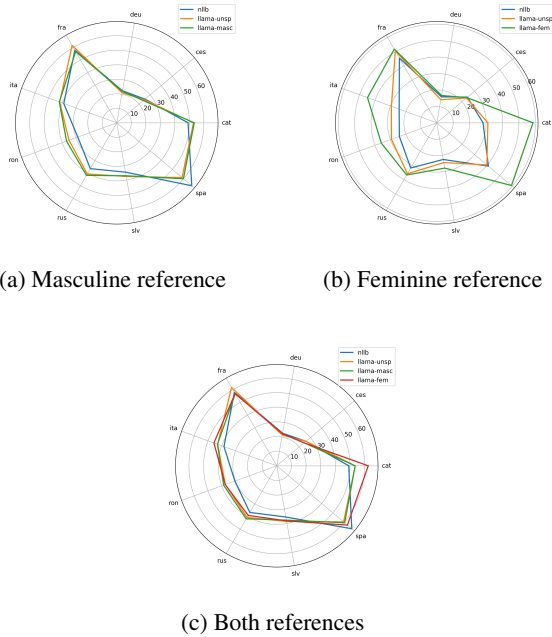 nllb
llama-unsp
llama-masc
deu
ces
fra
60
50
40
30
20
10
ita
cat
ron
spa
rus
slv
nllb
llama-unsp
llama-fem
deu
ces
fra
60
50
40
30
20
10
ita
cat
ron
spa
rus
slv
(a) Masculine reference
(b) Feminine reference
nllb
llama-unsp
llama-masc
llama-fem
deu
ces
fra
60
50
40
30
20
10
ita
cat
ron
spa
rus
slv
(c) Both references